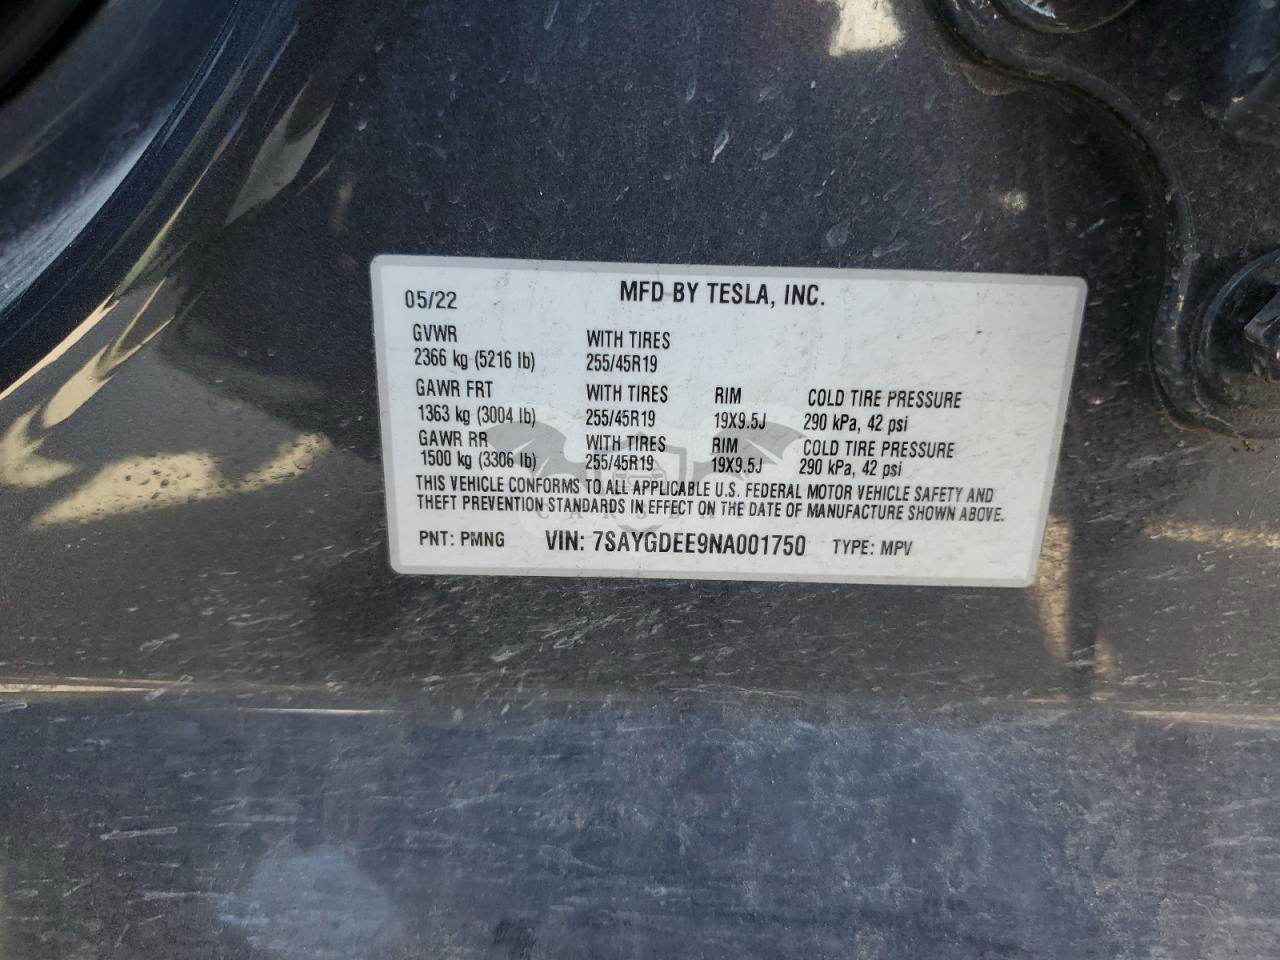 05/22 MFD BY TESLA, INC.
GVWR WITH TIRES
2366 kg (5216 lb) 255/45R19
GAWR FRT WITH TIRES RIM COLD TIRE PRESSURE
1363 kg (3004 lb) 255/45R19 19X9.5J 290 kPa, 42 psi
GAWR RR WITH TIRES RIM COLD TIRE PRESSURE
1500 kg (3306 lb) 255/45R19 19X9.5J 290 kPa, 42 psi
THIS VEHICLE CONFORMS TO ALL APPLICABLE U.S. FEDERAL MOTOR VEHICLE SAFETY AND
THEFT PREVENTION STANDARDS IN EFFECT ON THE DATE OF MANUFACTURE SHOWN ABOVE.
PNT: PMNG VIN: 7SAYGDEE9NA001750 TYPE: MPV